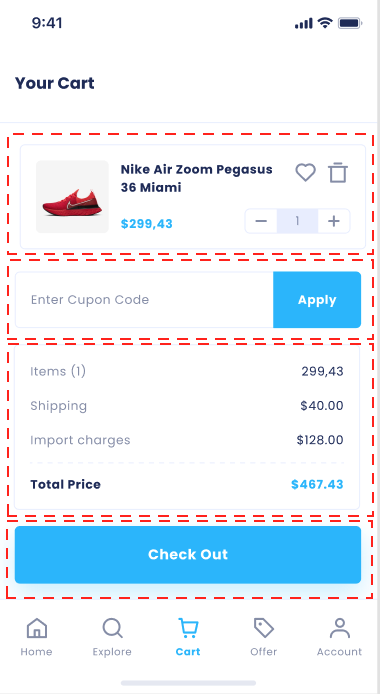 9:41
Your Cart
Nike Air Zoom Pegasus
36 Miami
$299,43
1
Enter Cupon Code
Apply
Items (1) 299,43
Shipping $40.00
Import charges $128.00
Total Price $467.43
Check Out
Home Explore Cart Offer Account